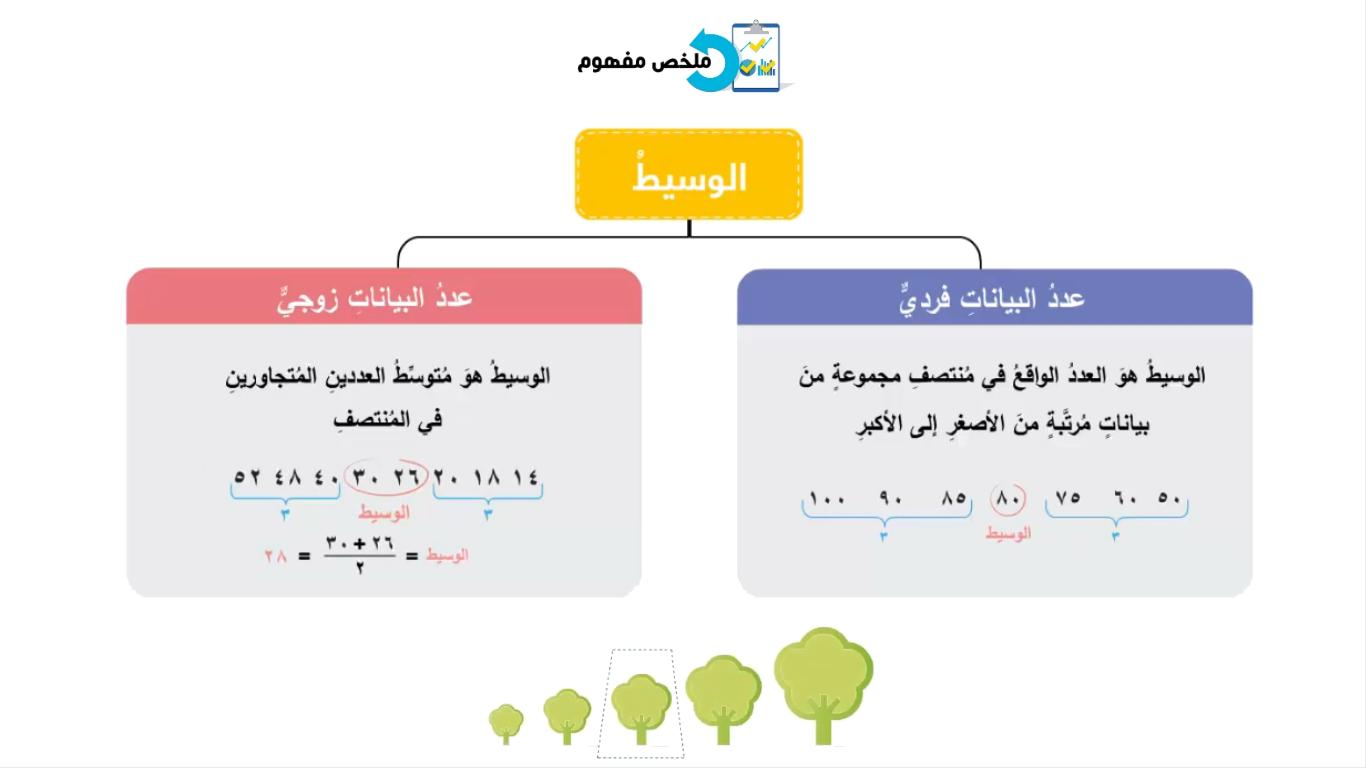 ملخص مفهوم
الوسيطُ
عددُ البياناتِ فرديٌّ
الوسيطُ هوَ العددُ الواقعُ في مُنتصفِ مجموعةٍ منَ
بياناتٍ مُرتَّبةٍ منَ الأصغرِ إلى الأكبرِ
٥٠ ٦٠ ٧٥ ٨٠ ٨٥ ٩٠ ١٠٠
٣ الوسيط ٣
عددُ البياناتِ زوجيٌّ
الوسيطُ هوَ مُتوسِّطُ العددينِ المُتجاورينِ
في المُنتصفِ
١٤ ١٨ ٢٠ ٢٦ ٣٠ ٤٠ ٤٨ ٥٢
٣ الوسيط ٣
الوسيط = ٢٦ + ٣٠ / ٢ = ٢٨